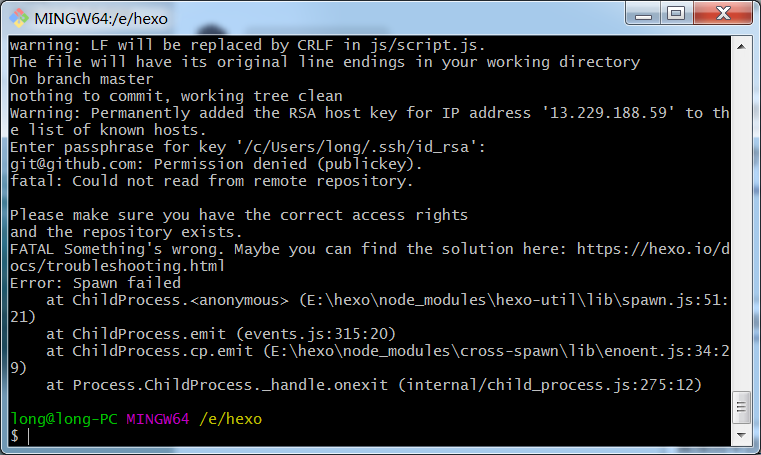 MINGW64:/e/hexo
warning: LF will be replaced by CRLF in js/script.js.
The file will have its original line endings in your working directory
On branch master
nothing to commit, working tree clean
Warning: Permanently added the RSA host key for IP address '13.229.188.59' to th
e list of known hosts.
Enter passphrase for key '/c/Users/long/.ssh/id_rsa':
git@github.com: Permission denied (publickey).
fatal: Could not read from remote repository.

Please make sure you have the correct access rights
and the repository exists.
FATAL Something's wrong. Maybe you can find the solution here: https://hexo.io/d
ocs/troubleshooting.html
Error: Spawn failed
    at ChildProcess.<anonymous> (E:\hexo\node_modules\hexo-util\lib\spawn.js:51:
21)
    at ChildProcess.emit (events.js:315:20)
    at ChildProcess.cp.emit (E:\hexo\node_modules\cross-spawn\lib\enoent.js:34:2
9)
    at Process.ChildProcess._handle.onexit (internal/child_process.js:275:12)

long@long-PC MINGW64 /e/hexo
$